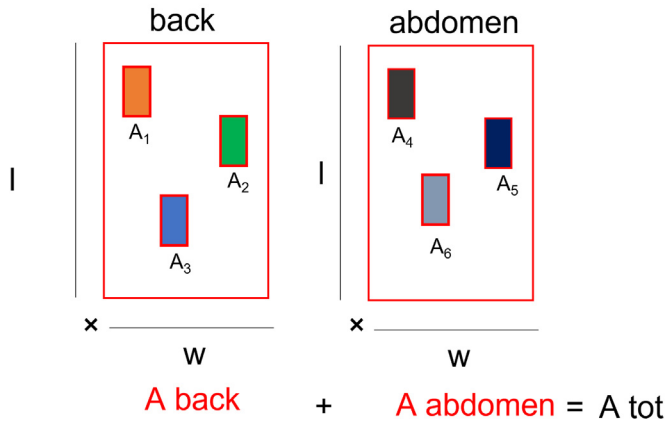 back
abdomen
A₁
A₂
A₃
A₄
A₅
A₆
l
l
×
w
×
w
A back + A abdomen = A tot